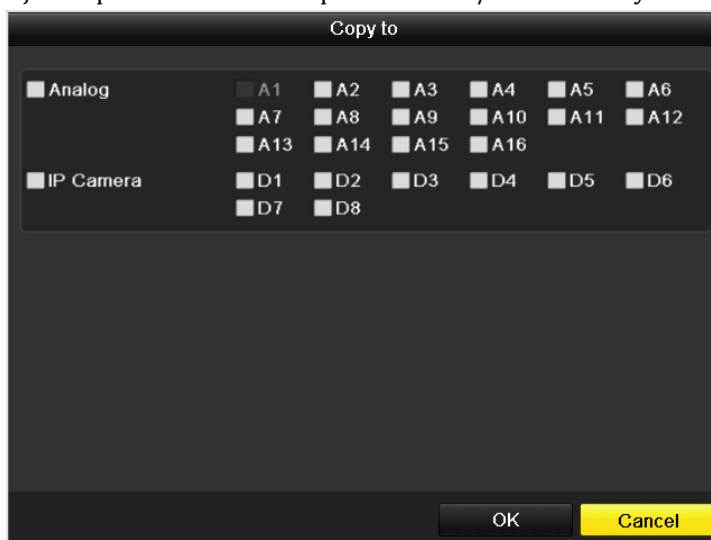 Copy to
Analog A1 A2 A3 A4 A5 A6
A7 A8 A9 A10 A11 A12
A13 A14 A15 A16
IP Camera D1 D2 D3 D4 D5 D6
D7 D8
OK Cancel